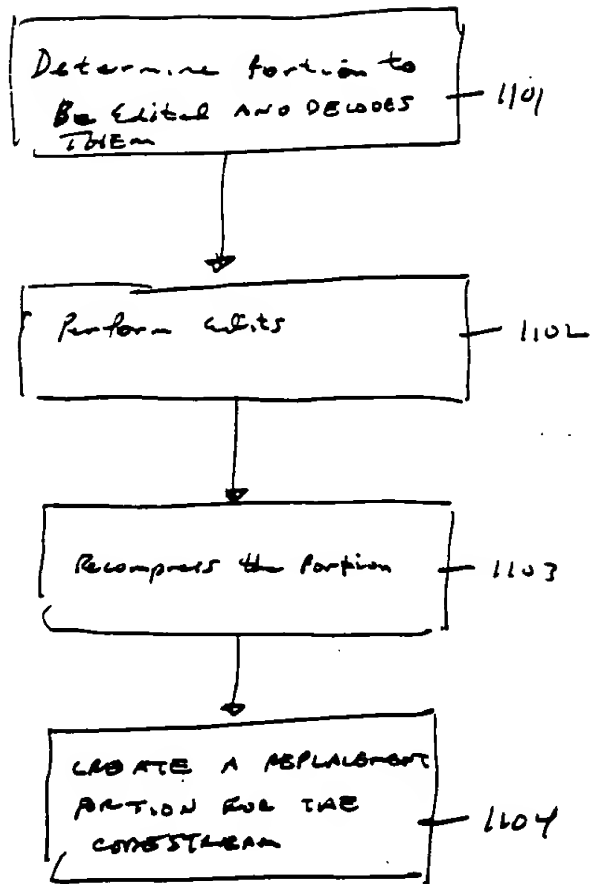 Determine Portion to
Be Edited AND DECODES
THEM
1101
Perform edits
1102
Recompress the Portion
1103
CREATE A REPLACEMENT
PORTION FOR THE
CODESTREAM
1104